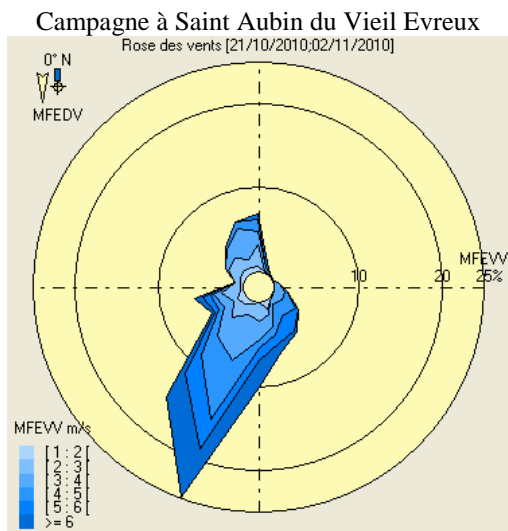 Campagne à Saint Aubin du Vieil Evreux
Rose des vents [21/10/2010;02/11/2010]
0° N
MFEDV
MFEVV
10 20 25%
MFEVV m/s
[ 1 : 2 [
[ 2 : 3 [
[ 3 : 4 [
[ 4 : 5 [
[ 5 : 6 [
>= 6